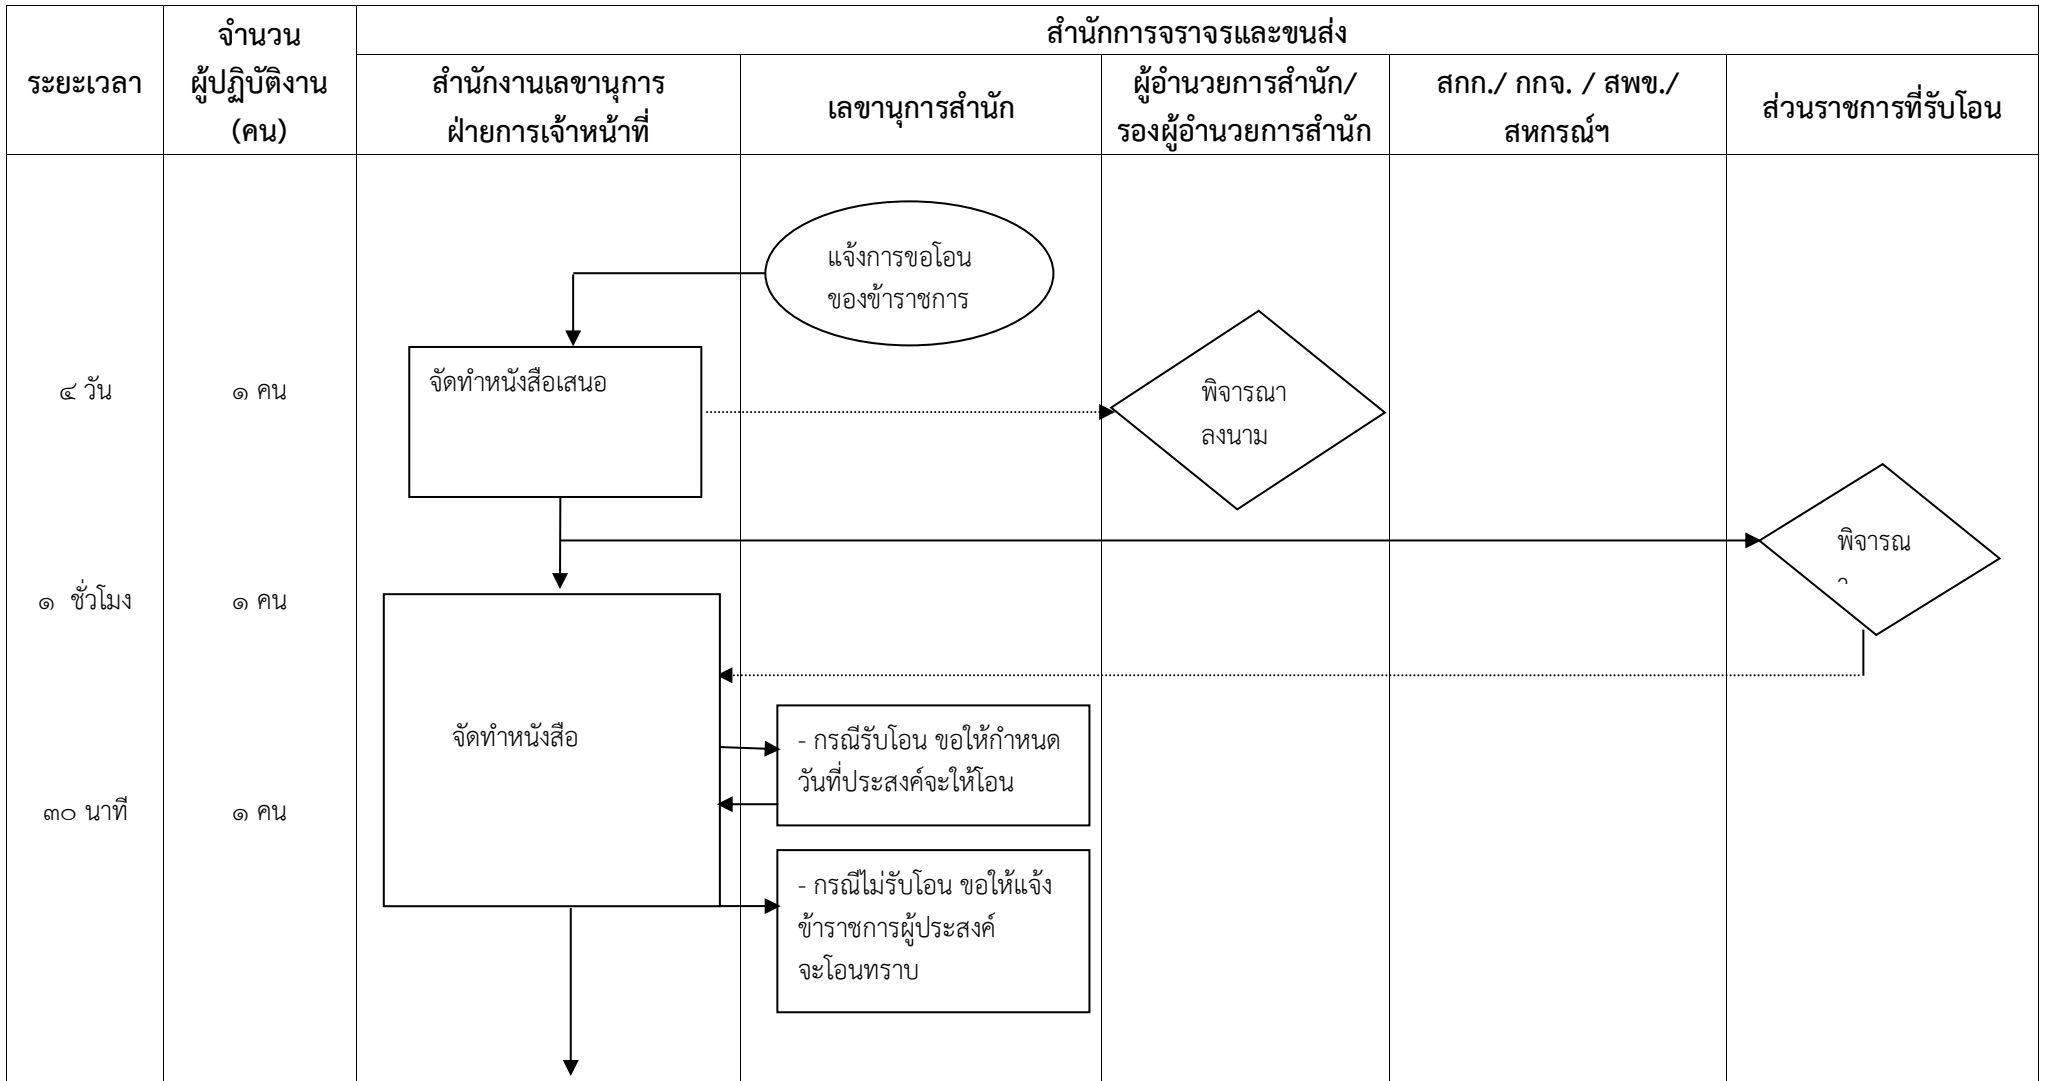 สำนักการจราจรและขนส่ง
ระยะเวลา
จำนวน
ผู้ปฏิบัติงาน
(คน)
สำนักงานเลขานุการ
ฝ่ายการเจ้าหน้าที่
เลขานุการสำนัก
ผู้อำนวยการสำนัก/
รองผู้อำนวยการสำนัก
สกก./ กกจ. / สพข./
สหกรณ์ฯ
ส่วนราชการที่รับโอน
แจ้งการขอโอน
ของข้าราชการ
๔ วัน
๑ คน
จัดทำหนังสือเสนอ
พิจารณา
ลงนาม
พิจารณ
า
๑ ชั่วโมง
๑ คน
จัดทำหนังสือ
- กรณีรับโอน ขอให้กำหนด
วันที่ประสงค์จะให้โอน
๓๐ นาที
๑ คน
- กรณีไม่รับโอน ขอให้แจ้ง
ข้าราชการผู้ประสงค์
จะโอนทราบ